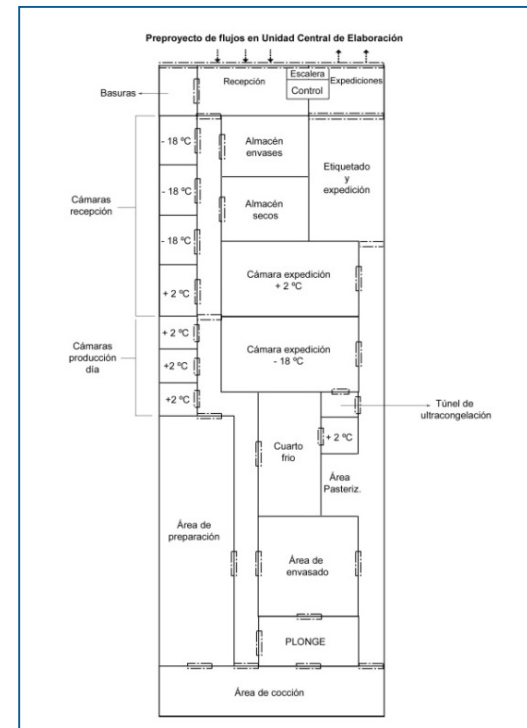 Preproyecto de flujos en Unidad Central de Elaboración
Recepción
Escalera
Control
Expediciones
Basuras
- 18 ºC
- 18 ºC
- 18 ºC
+ 2 ºC
Cámaras
recepción
Almacén
envases
Almacén
secos
Etiquetado
y
expedición
Cámara expedición
+ 2 ºC
+ 2 ºC
+2 ºC
+2 ºC
Cámaras
producción
día
Cámara expedición
- 18 ºC
Túnel de
ultracongelación
Cuarto
frio
+ 2 ºC
Área
Pasteriz.
Área de
preparación
Área de
envasado
PLONGE
Área de cocción